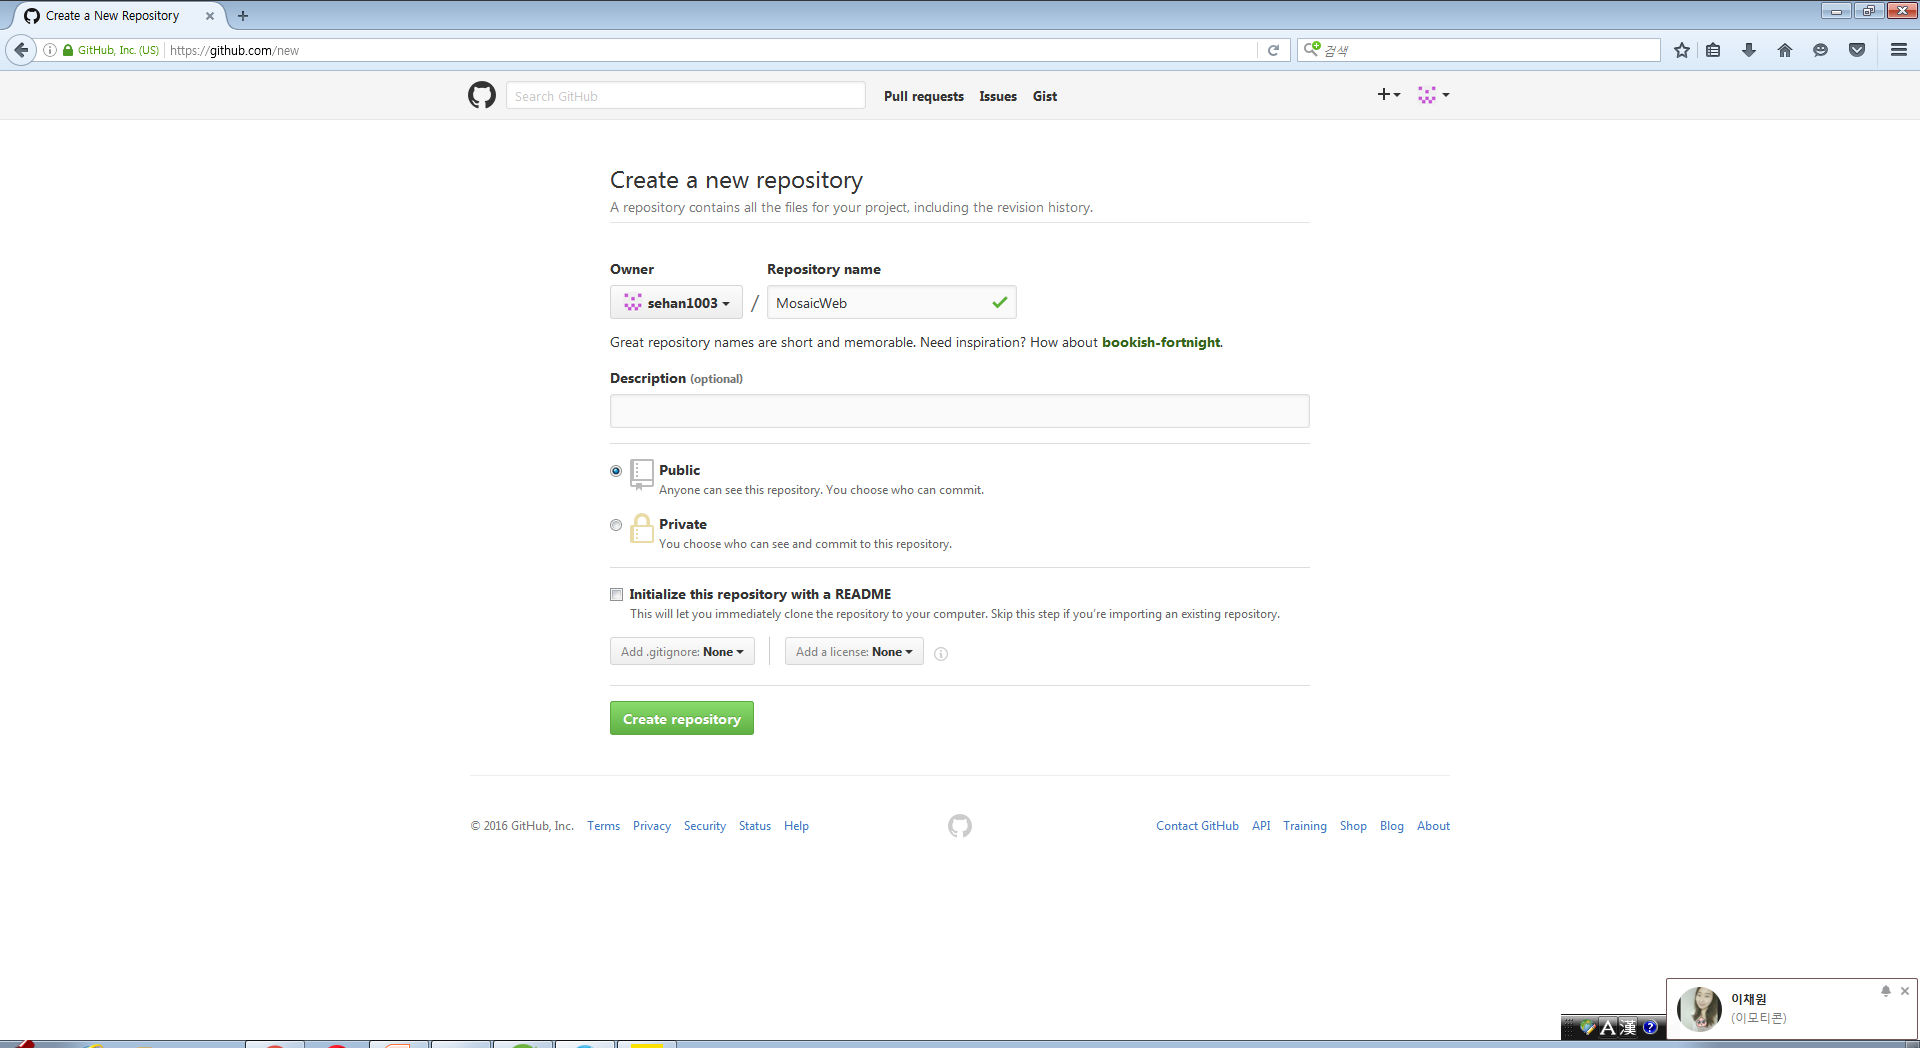 Create a New Repository
GitHub, Inc. (US)
https://github.com/new
검색
Search GitHub
Pull requests
Issues
Gist
Create a new repository
A repository contains all the files for your project, including the revision history.
Owner
Repository name
sehan1003
/
MosaicWeb
Great repository names are short and memorable. Need inspiration? How about bookish-fortnight.
Description (optional)
Public
Anyone can see this repository. You choose who can commit.
Private
You choose who can see and commit to this repository.
Initialize this repository with a README
This will let you immediately clone the repository to your computer. Skip this step if you're importing an existing repository.
Add .gitignore: None
Add a license: None
Create repository
© 2016 GitHub, Inc.
Terms
Privacy
Security
Status
Help
Contact GitHub
API
Training
Shop
Blog
About
이채원
(이모티콘)
A 漢 ?